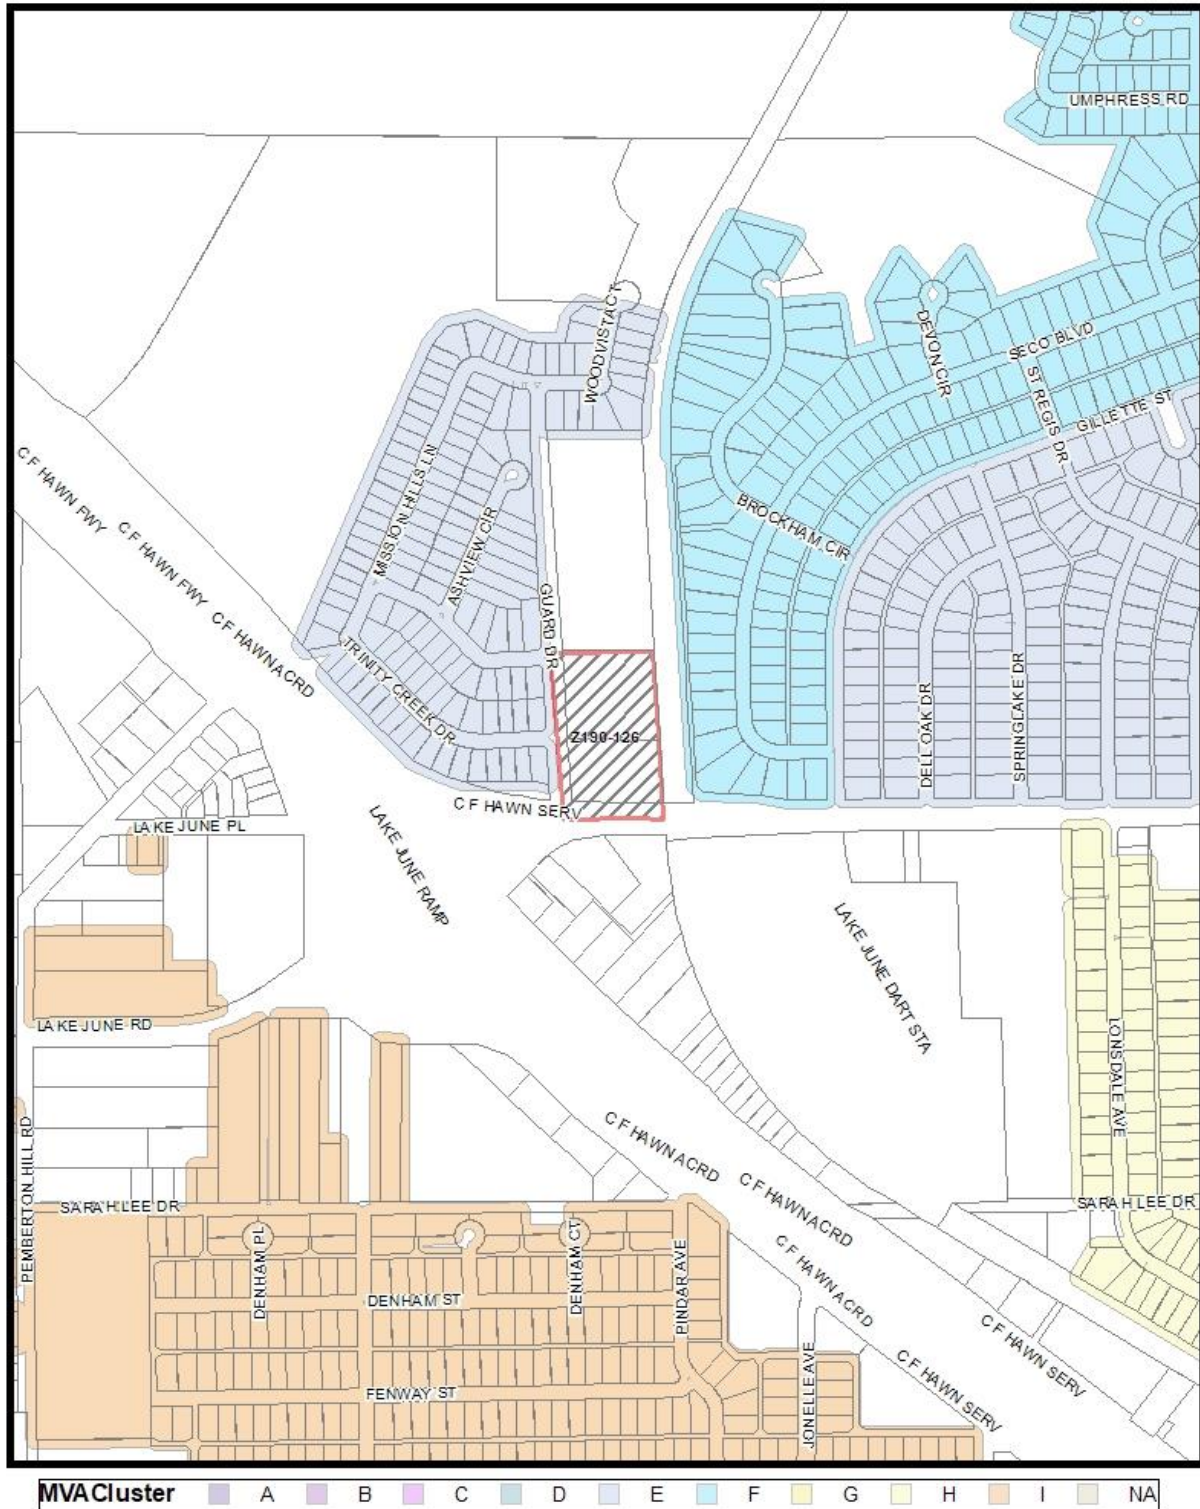 UMPHRESS RD
WOODVISTA CT
DEVON CIR
SECO BLVD
ST REGIS DR
GILLETTE ST
C F HAWN FWY
C F HAWN FWY
C F HAWN ACRD
MISSION HILLS LN
ASHVIEW CIR
BROCKHAM CIR
GUARD DR
TRINITY CREEK DR
DELL OAK DR
SPRINGLAKE DR
Z190-126
C F HAWN SERV
LAKE JUNE PL
LAKE JUNE RAMP
LAKE JUNE DART STA
LAKE JUNE RD
LONSDALE AVE
PEMBERTON HILL RD
C F HAWN ACRD
C F HAWN ACRD
SARAH LEE DR
SARAH LEE DR
DENHAM PL
DENHAM CT
PINDAR AVE
C F HAWN ACRD
DENHAM ST
C F HAWN SERV
C F HAWN SERV
FENWAY ST
JONELLE AVE
MVACluster A B C D E F G H I NA